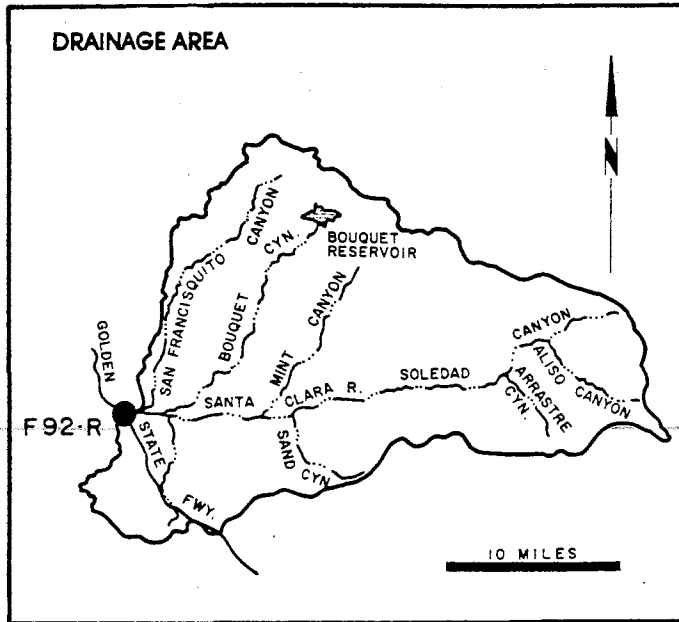 DRAINAGE AREA
N
SAN FRANCISQUITO CANYON
BOUQUET CYN.
BOUQUET
RESERVOIR
MINT CANYON
GOLDEN
STATE
FWY.
SANTA CLARA R.
SOLEDAD CANYON
ALISO CANYON
ARRASTRE
CYN.
SAND
CYN
F92-R
10 MILES